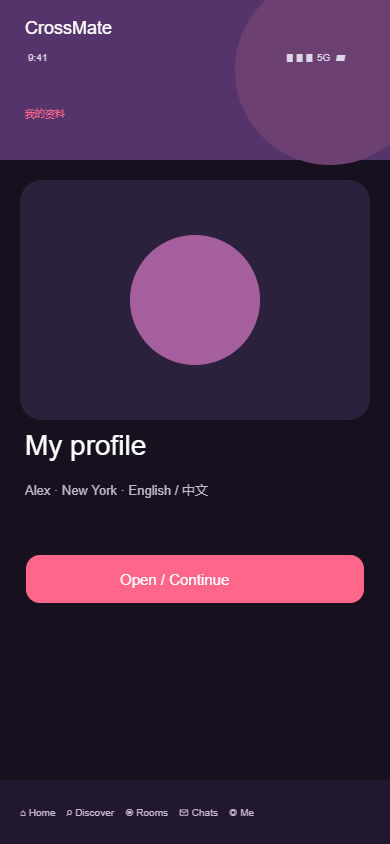 CrossMate
9:41 5G
我的资料
My profile
Alex · New York · English / 中文
Open / Continue
⌂ Home ⌕ Discover ֎ Rooms ✉ Chats ◎ Me